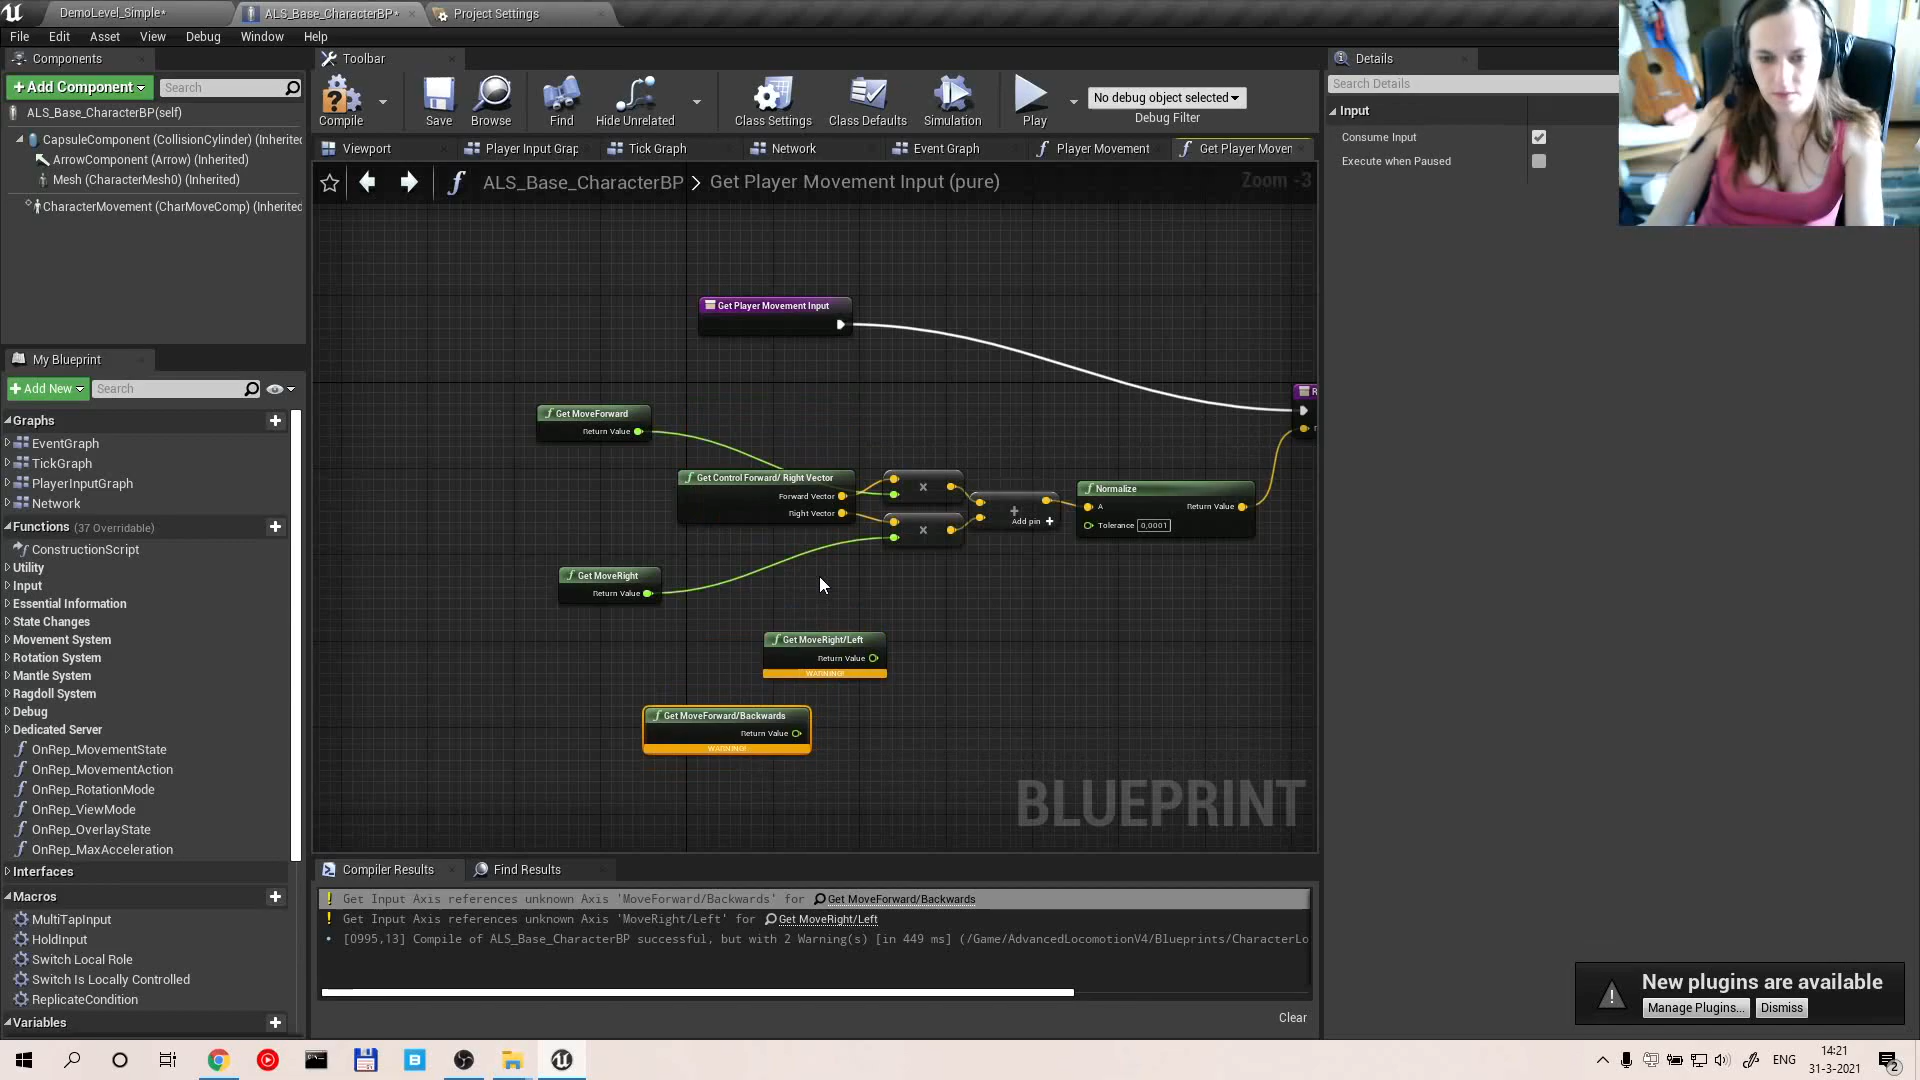 DemoLevel_Simple*
ALS_Base_CharacterBP*
Project Settings
File Edit Asset View Debug Window Help
Components
+Add Component
Search
ALS_Base_CharacterBP(self)
CapsuleComponent (CollisionCylinder) (Inherited
ArrowComponent (Arrow) (Inherited)
Mesh (CharacterMesh0) (Inherited)
CharacterMovement (CharMoveComp) (Inherited
Toolbar
Compile
Save
Browse
Find
Hide Unrelated
Class Settings
Class Defaults
Simulation
Play
No debug object selected
Debug Filter
Viewport
Player Input Grap
Tick Graph
Network
Event Graph
Player Movement
Get Player Movem
ALS_Base_CharacterBP > Get Player Movement Input (pure)
Zoom -3
Get Player Movement Input
Get MoveForward
Return Value
Get Control Forward/ Right Vector
Forward Vector
Right Vector
Add pin +
Normalize
A
Return Value
Tolerance 0,0001
Get MoveRight
Return Value
Get MoveRight/Left
Return Value
WARNING!
Get MoveForward/Backwards
Return Value
WARNING!
BLUEPRINT
My Blueprint
+Add New
Search
Graphs
EventGraph
TickGraph
PlayerInputGraph
Network
Functions (37 Overridable)
ConstructionScript
Utility
Input
Essential Information
State Changes
Movement System
Rotation System
Mantle System
Ragdoll System
Debug
Dedicated Server
OnRep_MovementState
OnRep_MovementAction
OnRep_RotationMode
OnRep_ViewMode
OnRep_OverlayState
OnRep_MaxAcceleration
Interfaces
Macros
MultiTapInput
HoldInput
Switch Local Role
Switch Is Locally Controlled
ReplicateCondition
Variables
Compiler Results
Find Results
! Get Input Axis references unknown Axis 'MoveForward/Backwards' for Get MoveForward/Backwards
! Get Input Axis references unknown Axis 'MoveRight/Left' for Get MoveRight/Left
• [0995,13] Compile of ALS_Base_CharacterBP successful, but with 2 Warning(s) [in 449 ms] (/Game/AdvancedLocomotionV4/Blueprints/CharacterLo
Clear
Details
Search Details
Input
Consume Input
Execute when Paused
New plugins are available
Manage Plugins...
Dismiss
ENG
14:21
31-3-2021
2